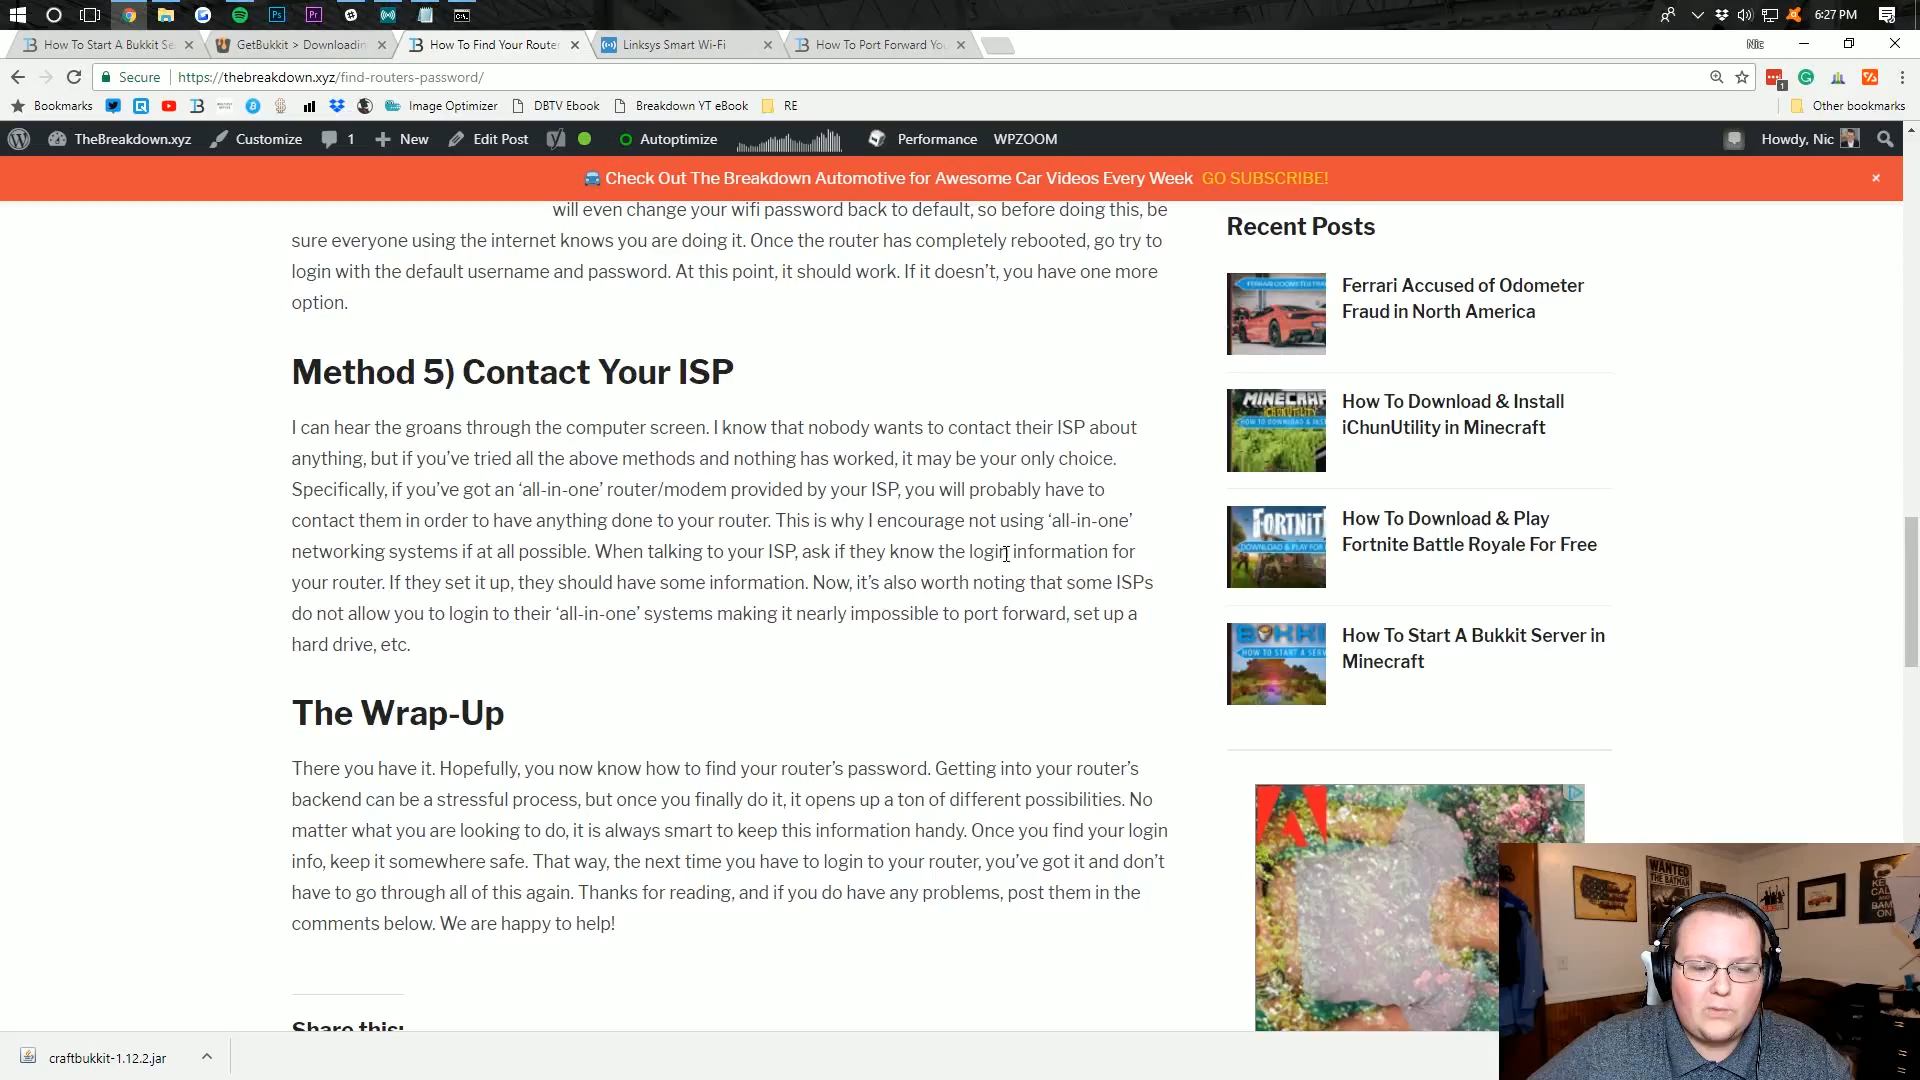 6:27 PM
How To Start A Bukkit Se
GetBukkit > Downloadin
How To Find Your Route
Linksys Smart Wi-Fi
How To Port Forward Yo
Nic
Secure https://thebreakdown.xyz/find-routers-password/
Bookmarks
Image Optimizer
DBTV Ebook
Breakdown YT eBook
RE
Other bookmarks
TheBreakdown.xyz
Customize
1
New
Edit Post
Autoptimize
Performance
WPZOOM
Howdy, Nic
Check Out The Breakdown Automotive for Awesome Car Videos Every Week GO SUBSCRIBE!
will even change your wifi password back to default, so before doing this, be
sure everyone using the internet knows you are doing it. Once the router has completely rebooted, go try to
login with the default username and password. At this point, it should work. If it doesn't, you have one more
option.
Method 5) Contact Your ISP
I can hear the groans through the computer screen. I know that nobody wants to contact their ISP about
anything, but if you've tried all the above methods and nothing has worked, it may be your only choice.
Specifically, if you've got an 'all-in-one' router/modem provided by your ISP, you will probably have to
contact them in order to have anything done to your router. This is why I encourage not using 'all-in-one'
networking systems if at all possible. When talking to your ISP, ask if they know the login information for
your router. If they set it up, they should have some information. Now, it's also worth noting that some ISPs
do not allow you to login to their 'all-in-one' systems making it nearly impossible to port forward, set up a
hard drive, etc.
The Wrap-Up
There you have it. Hopefully, you now know how to find your router's password. Getting into your router's
backend can be a stressful process, but once you finally do it, it opens up a ton of different possibilities. No
matter what you are looking to do, it is always smart to keep this information handy. Once you find your login
info, keep it somewhere safe. That way, the next time you have to login to your router, you've got it and don't
have to go through all of this again. Thanks for reading, and if you do have any problems, post them in the
comments below. We are happy to help!
Share this:
Recent Posts
Ferrari Accused of Odometer
Fraud in North America
MINECRAF
How To Download & Install
iChunUtility in Minecraft
FORTNIT
How To Download & Play
Fortnite Battle Royale For Free
BUKKIT
HOW TO START A SERV
How To Start A Bukkit Server in
Minecraft
WANTED
THE BATMAN
KE
CAL
AND
BAM
ON
craftbukkit-1.12.2.jar